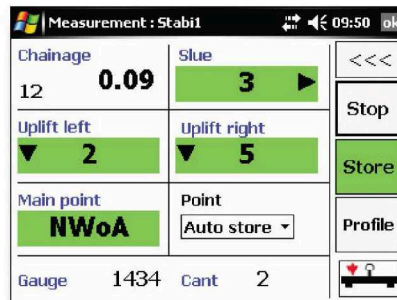 Measurement : Stabi1 09:50 ok
Chainage Slue <<<
12 0.09 3
Stop
Uplift left Uplift right
2 5
Store
Main point Point
NWoA Auto store Profile
Gauge 1434 Cant 2